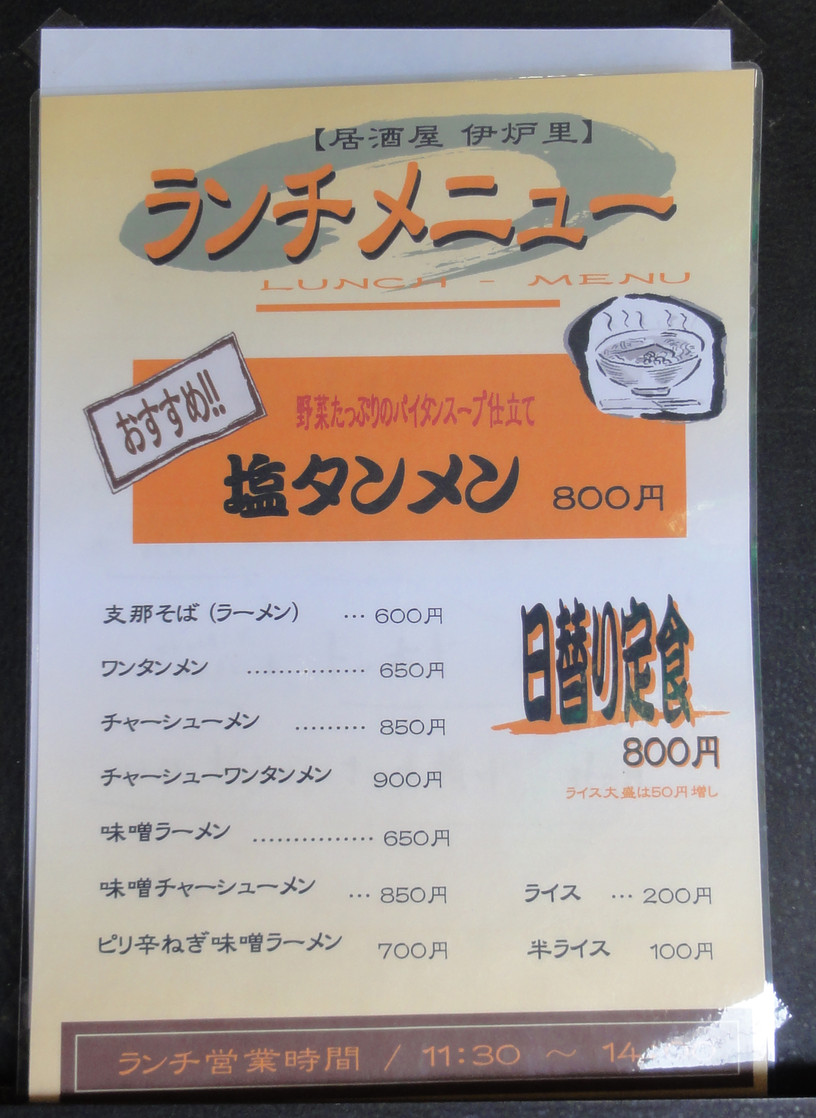 【居酒屋 伊炉里】
ランチメニュー
LUNCH - MENU
おすすめ!!
野菜たっぷりのパイタンスープ仕立て
塩タンメン 800円
支那そば (ラーメン) … 600円
ワンタンメン …………… 650円
チャーシューメン ……… 850円
チャーシューワンタンメン 900円
味噌ラーメン …………… 650円
味噌チャーシューメン … 850円
ピリ辛ねぎ味噌ラーメン 700円
日替り定食
800円
ライス大盛は50円増し
ライス … 200円
半ライス 100円
ランチ営業時間 / 11:30 ～ 14